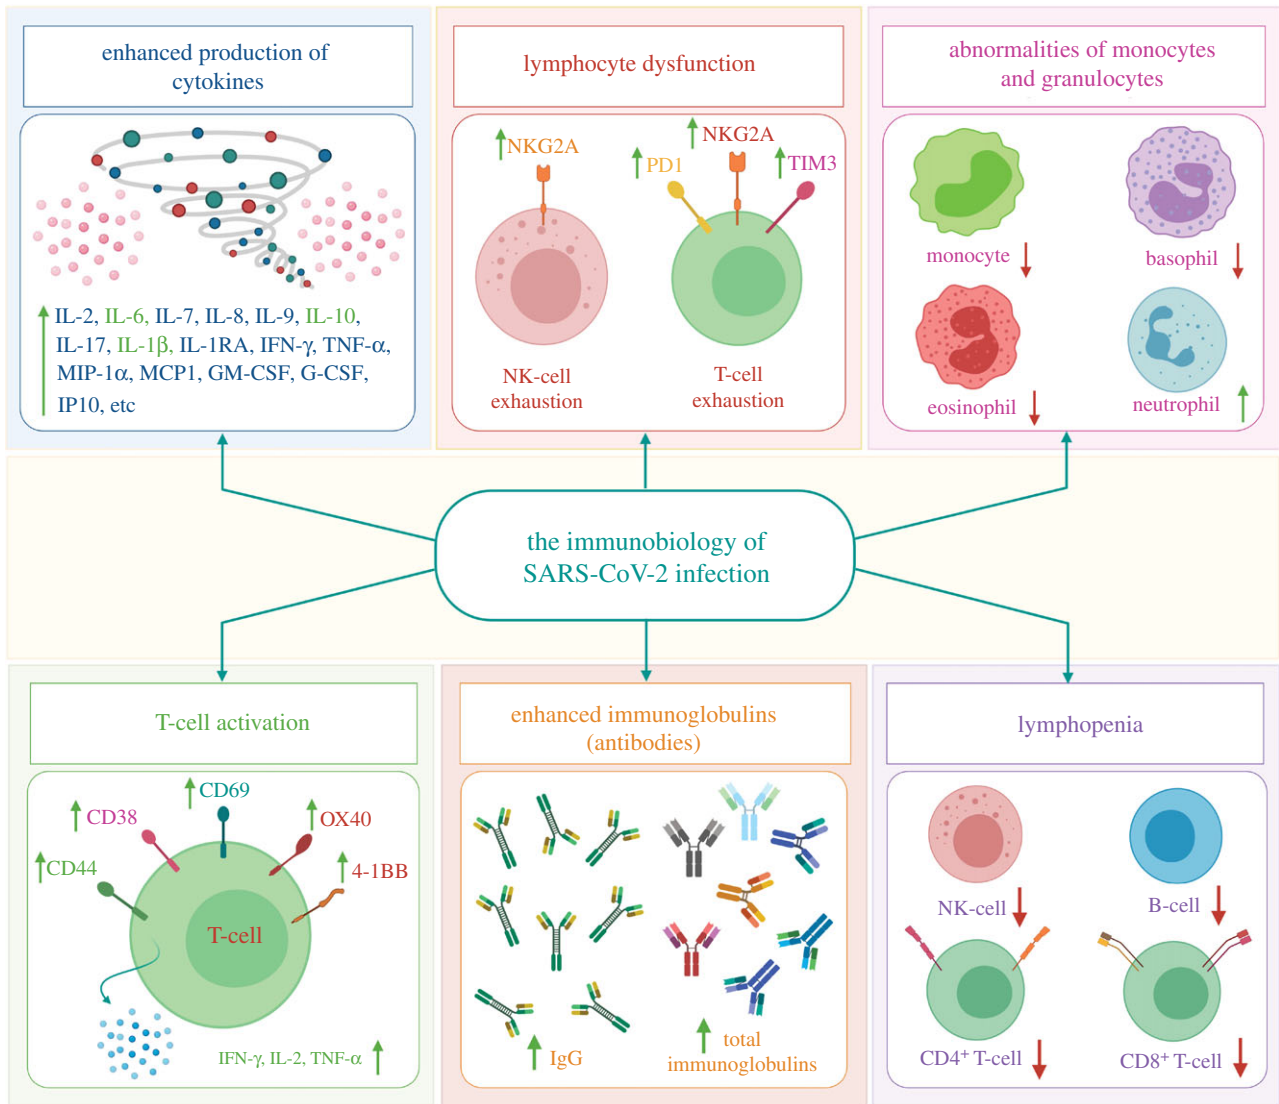 enhanced production of
cytokines
IL-2, IL-6, IL-7, IL-8, IL-9, IL-10,
IL-17, IL-1β, IL-1RA, IFN-γ, TNF-α,
MIP-1α, MCP1, GM-CSF, G-CSF,
IP10, etc
lymphocyte dysfunction
NKG2A
NK-cell
exhaustion
PD1
NKG2A
TIM3
T-cell
exhaustion
abnormalities of monocytes
and granulocytes
monocyte
basophil
eosinophil
neutrophil
the immunobiology of
SARS-CoV-2 infection
T-cell activation
CD44
CD38
CD69
OX40
4-1BB
T-cell
IFN-γ, IL-2, TNF-α
enhanced immunoglobulins
(antibodies)
IgG
total
immunoglobulins
lymphopenia
NK-cell
B-cell
CD4⁺ T-cell
CD8⁺ T-cell